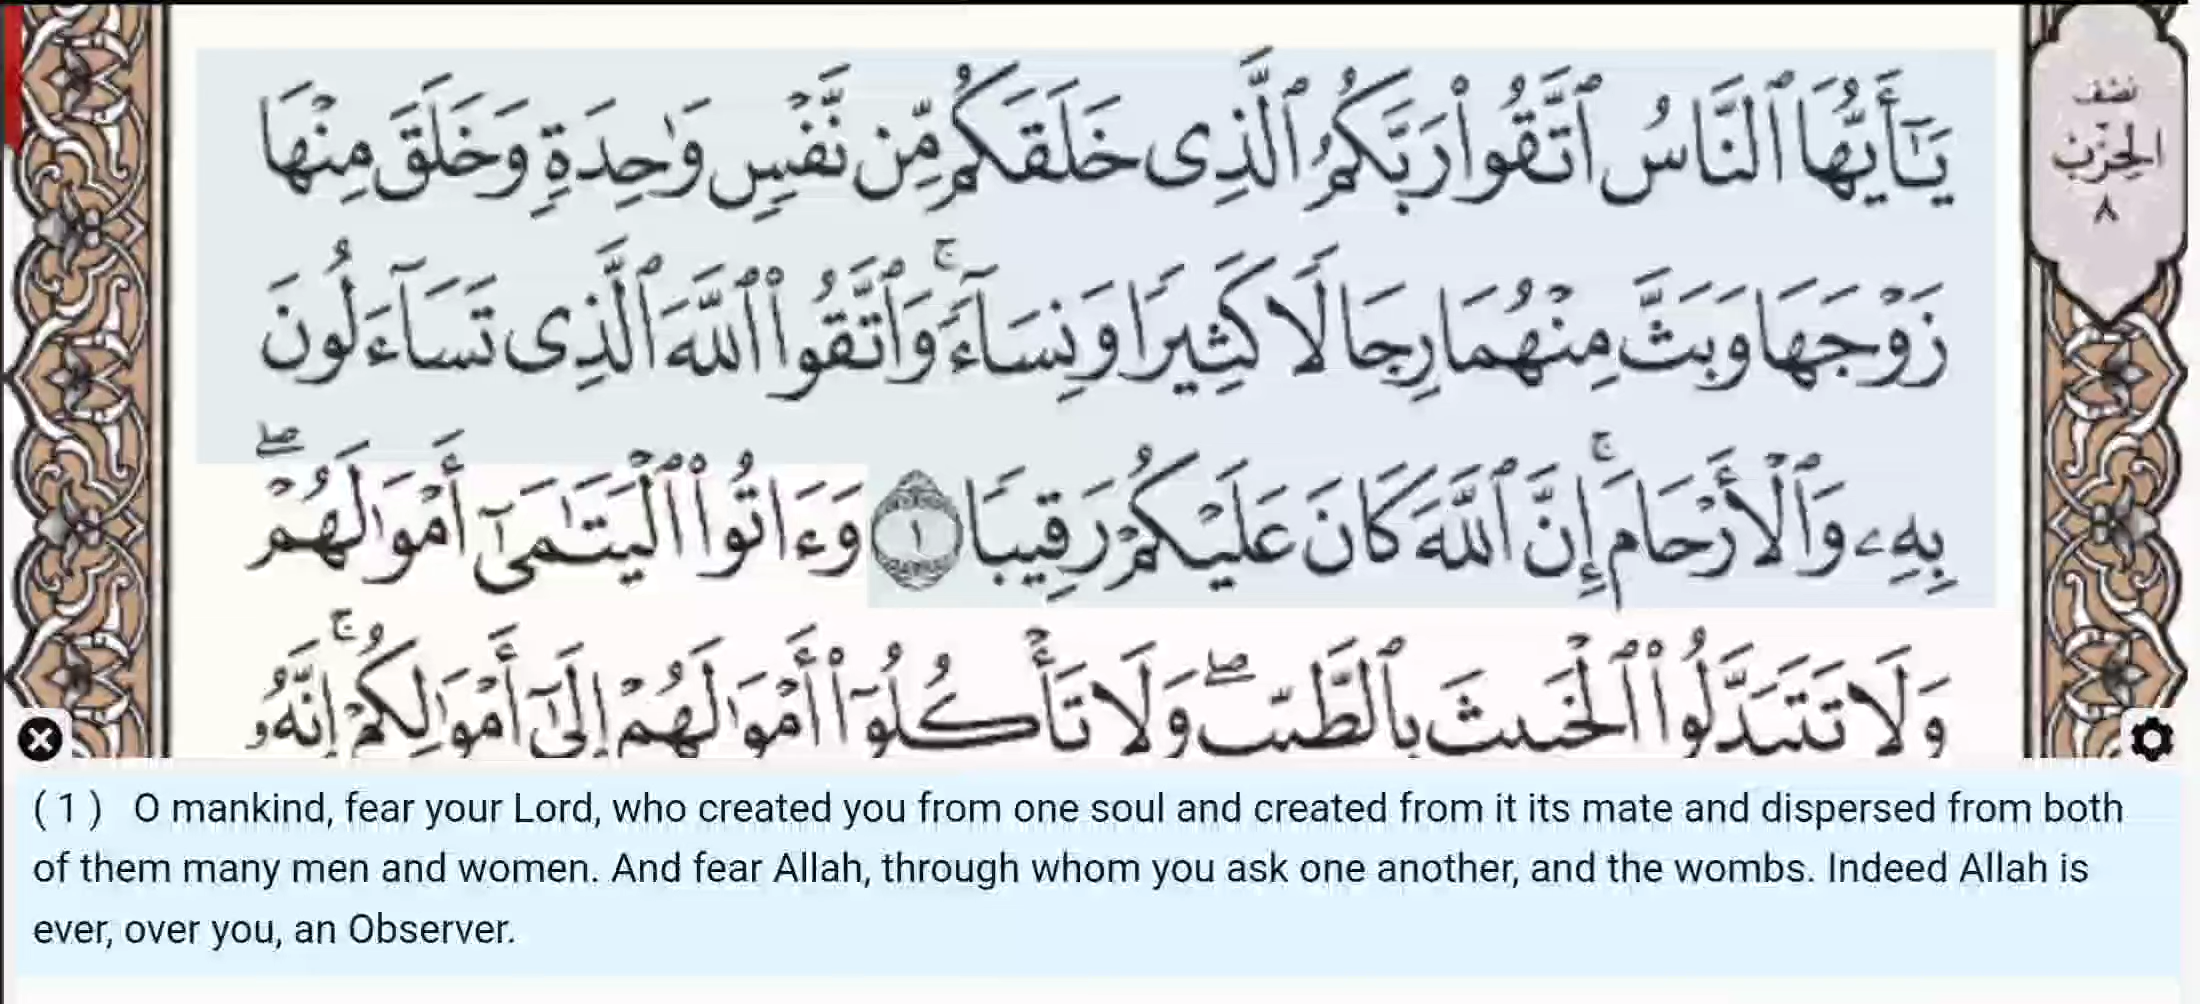 نصف
الحزب
٨
يَٰٓأَيُّهَا ٱلنَّاسُ ٱتَّقُوا۟ رَبَّكُمُ ٱلَّذِى خَلَقَكُم مِّن نَّفْسٍ وَٰحِدَةٍ وَخَلَقَ مِنْهَا
زَوْجَهَا وَبَثَّ مِنْهُمَا رِجَالًا كَثِيرًا وَنِسَآءً ۚ وَٱتَّقُوا۟ ٱللَّهَ ٱلَّذِى تَسَآءَلُونَ
بِهِۦ وَٱلْأَرْحَامَ ۚ إِنَّ ٱللَّهَ كَانَ عَلَيْكُمْ رَقِيبًا ١ وَءَاتُوا۟ ٱلْيَتَٰمَىٰٓ أَمْوَٰلَهُمْ ۖ
وَلَا تَتَبَدَّلُوا۟ ٱلْخَبِيثَ بِٱلطَّيِّبِ ۖ وَلَا تَأْكُلُوٓا۟ أَمْوَٰلَهُمْ إِلَىٰٓ أَمْوَٰلِكُمْ ۚ إِنَّهُۥ
( 1 ) O mankind, fear your Lord, who created you from one soul and created from it its mate and dispersed from both
of them many men and women. And fear Allah, through whom you ask one another, and the wombs. Indeed Allah is
ever, over you, an Observer.